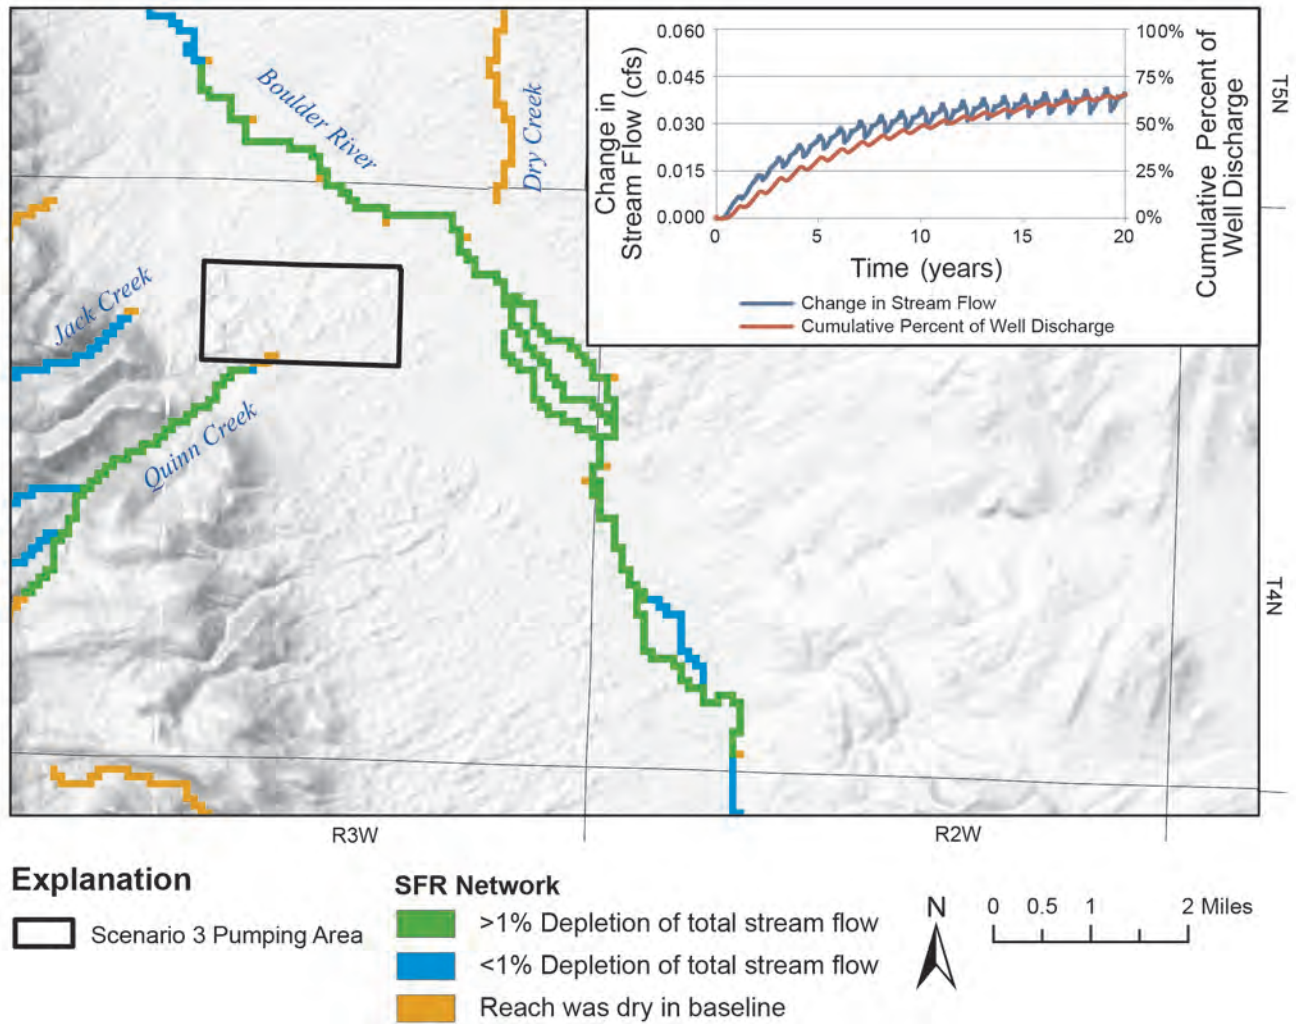 Boulder River
Dry Creek
Jack Creek
Quinn Creek
Change in
Stream Flow (cfs)
0.060
0.045
0.030
0.015
0.000
100%
75%
50%
25%
0%
Cumulative Percent of
Well Discharge
0
5
10
15
20
Time (years)
Change in Stream Flow
Cumulative Percent of Well Discharge
T5N
T4N
R3W
R2W
Explanation
Scenario 3 Pumping Area
SFR Network
>1% Depletion of total stream flow
<1% Depletion of total stream flow
Reach was dry in baseline
N
0 0.5 1 2 Miles